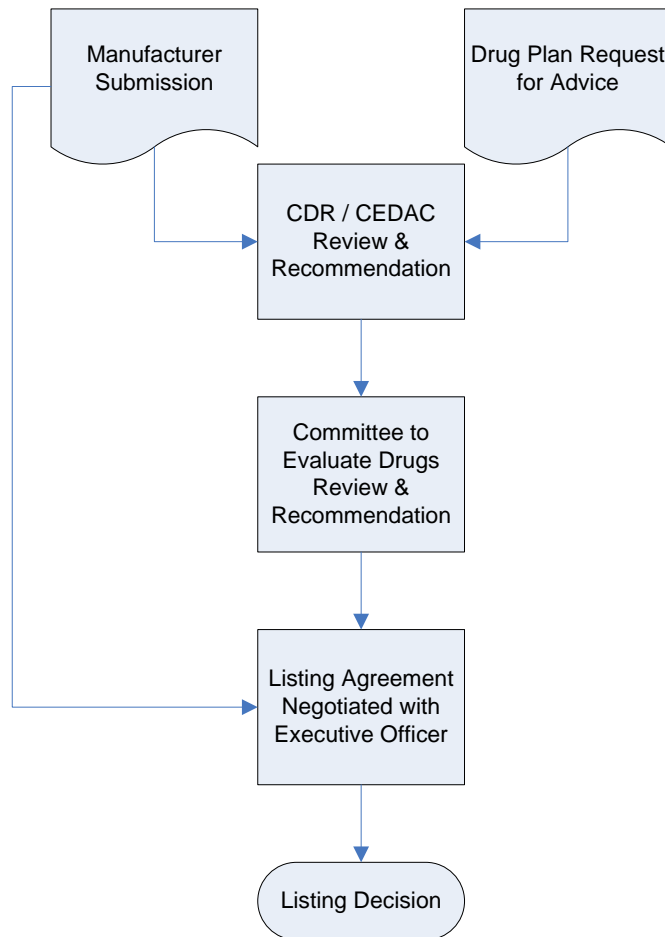 Manufacturer
Submission
Drug Plan Request
for Advice
CDR / CEDAC
Review &
Recommendation
Committee to
Evaluate Drugs
Review &
Recommendation
Listing Agreement
Negotiated with
Executive Officer
Listing Decision